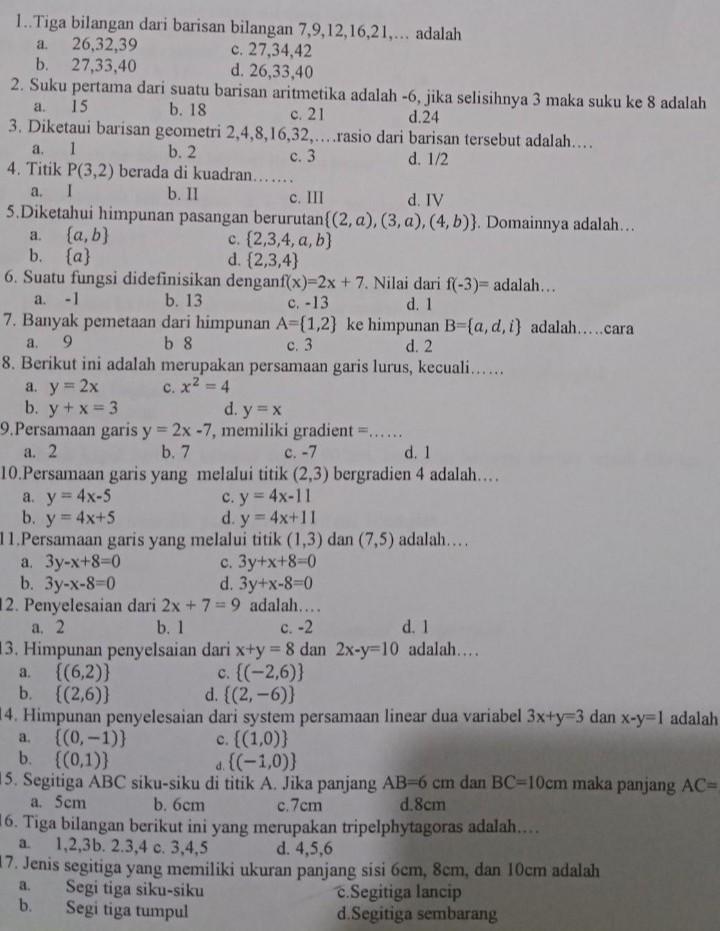 1..Tiga bilangan dari barisan bilangan 7,9,12,16,21,… adalah
a. 26,32,39 c. 27,34,42
b. 27,33,40 d. 26,33,40
2. Suku pertama dari suatu barisan aritmetika adalah -6, jika selisihnya 3 maka suku ke 8 adalah
a. 15 b. 18 c. 21 d.24
3. Diketaui barisan geometri 2,4,8,16,32,….rasio dari barisan tersebut adalah….
a. 1 b. 2 c. 3 d. 1/2
4. Titik P(3,2) berada di kuadran…….
a. I b. II c. III d. IV
5.Diketahui himpunan pasangan berurutan{(2, a), (3, a), (4, b)}. Domainnya adalah…
a. {a, b} c. {2,3,4, a, b}
b. {a} d. {2,3,4}
6. Suatu fungsi didefinisikan denganf(x)=2x + 7. Nilai dari f(-3)= adalah…
a. -1 b. 13 c. -13 d. 1
7. Banyak pemetaan dari himpunan A={1,2} ke himpunan B={a, d, i} adalah…..cara
a. 9 b 8 c. 3 d. 2
8. Berikut ini adalah merupakan persamaan garis lurus, kecuali……
a. y = 2x c. x² = 4
b. y + x = 3 d. y = x
9.Persamaan garis y = 2x -7, memiliki gradient =……
a. 2 b. 7 c. -7 d. 1
10.Persamaan garis yang melalui titik (2,3) bergradien 4 adalah….
a. y = 4x-5 c. y = 4x-11
b. y = 4x+5 d. y = 4x+11
11.Persamaan garis yang melalui titik (1,3) dan (7,5) adalah….
a. 3y-x+8=0 c. 3y+x+8=0
b. 3y-x-8=0 d. 3y+x-8=0
12. Penyelesaian dari 2x + 7 = 9 adalah….
a. 2 b. 1 c. -2 d. 1
13. Himpunan penyelsaian dari x+y = 8 dan 2x-y=10 adalah….
a. {(6,2)} c. {(−2,6)}
b. {(2,6)} d. {(2, −6)}
14. Himpunan penyelesaian dari system persamaan linear dua variabel 3x+y=3 dan x-y=1 adalah
a. {(0, −1)} c. {(1,0)}
b. {(0,1)} d. {(−1,0)}
15. Segitiga ABC siku-siku di titik A. Jika panjang AB=6 cm dan BC=10cm maka panjang AC=
a. 5cm b. 6cm c.7cm d.8cm
16. Tiga bilangan berikut ini yang merupakan tripelphytagoras adalah….
a. 1,2,3b. 2.3,4 c. 3,4,5 d. 4,5,6
17. Jenis segitiga yang memiliki ukuran panjang sisi 6cm, 8cm, dan 10cm adalah
a. Segi tiga siku-siku c.Segitiga lancip
b. Segi tiga tumpul d.Segitiga sembarang